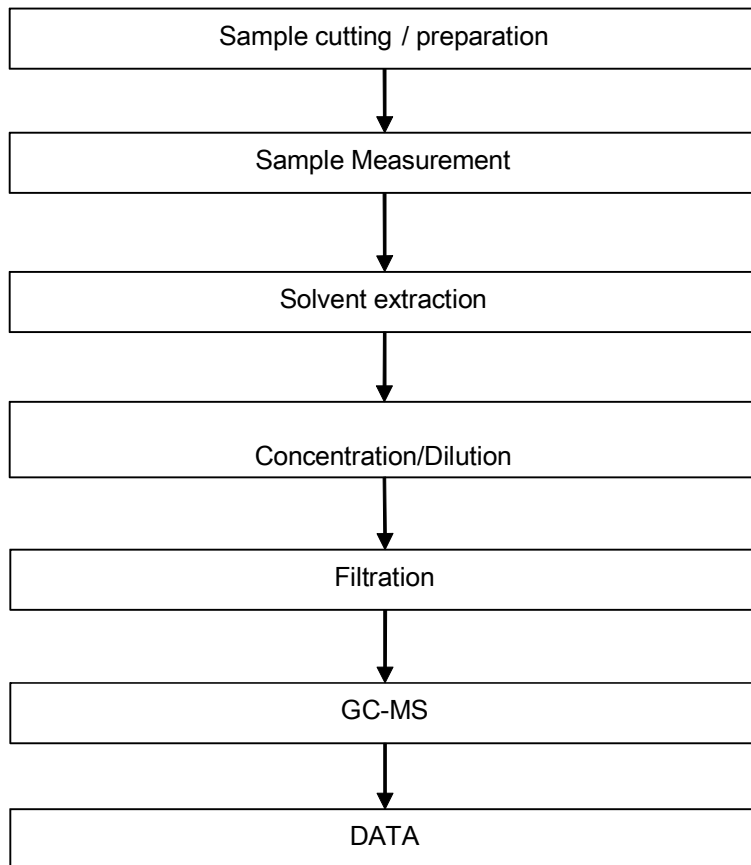 Sample cutting / preparation
Sample Measurement
Solvent extraction
Concentration/Dilution
Filtration
GC-MS
DATA